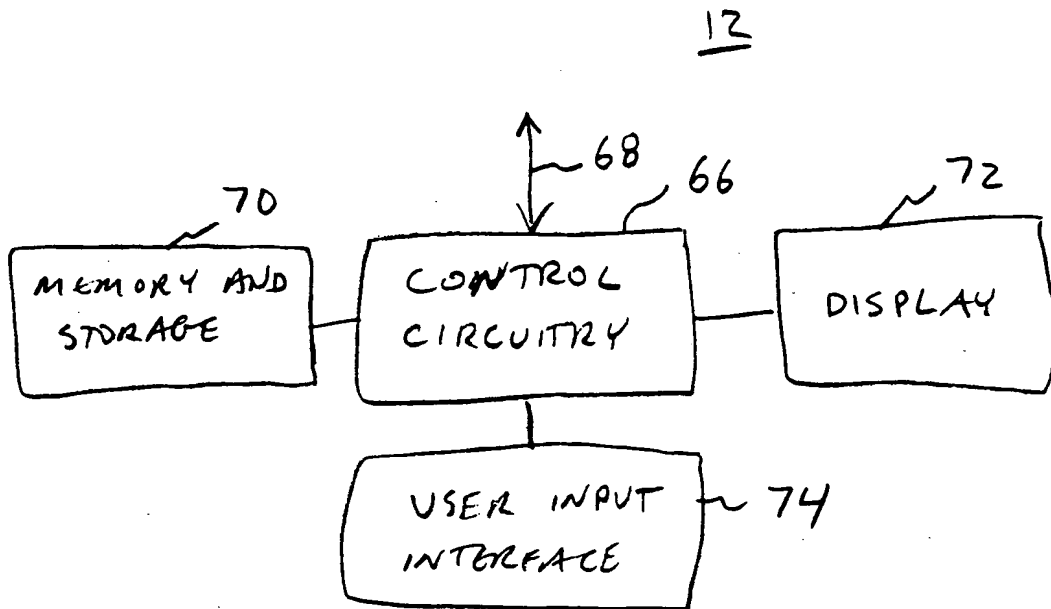 12
68
66
70
72
MEMORY AND
STORAGE
CONTROL
CIRCUITRY
DISPLAY
USER INPUT
INTERFACE
74